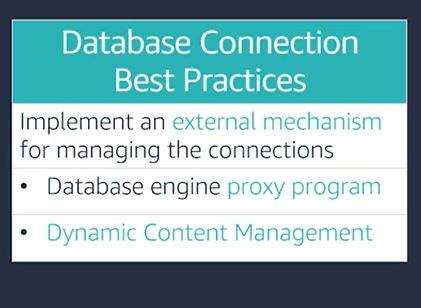 Database Connection
Best Practices
Implement an external mechanism
for managing the connections
• Database engine proxy program
• Dynamic Content Management